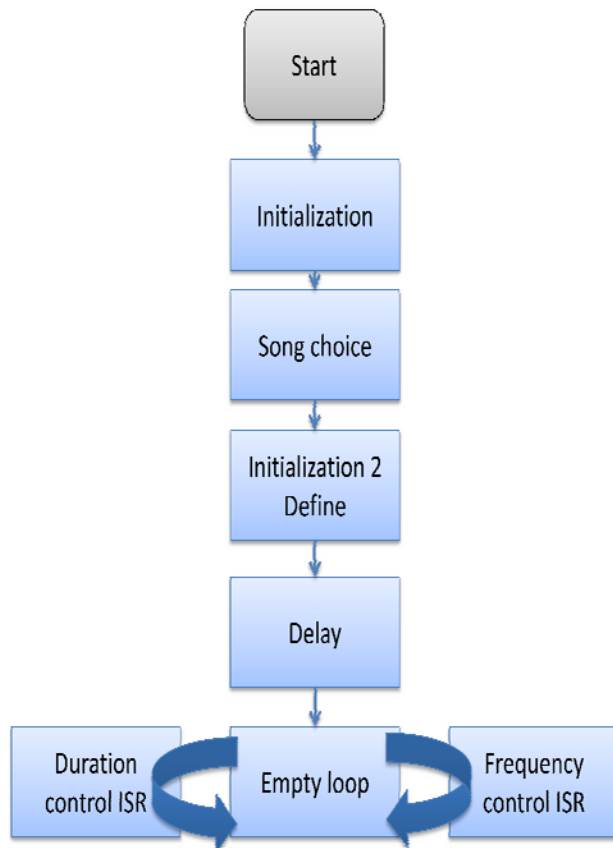 Start
Initialization
Song choice
Initialization 2
Define
Delay
Duration
control ISR
Empty loop
Frequency
control ISR